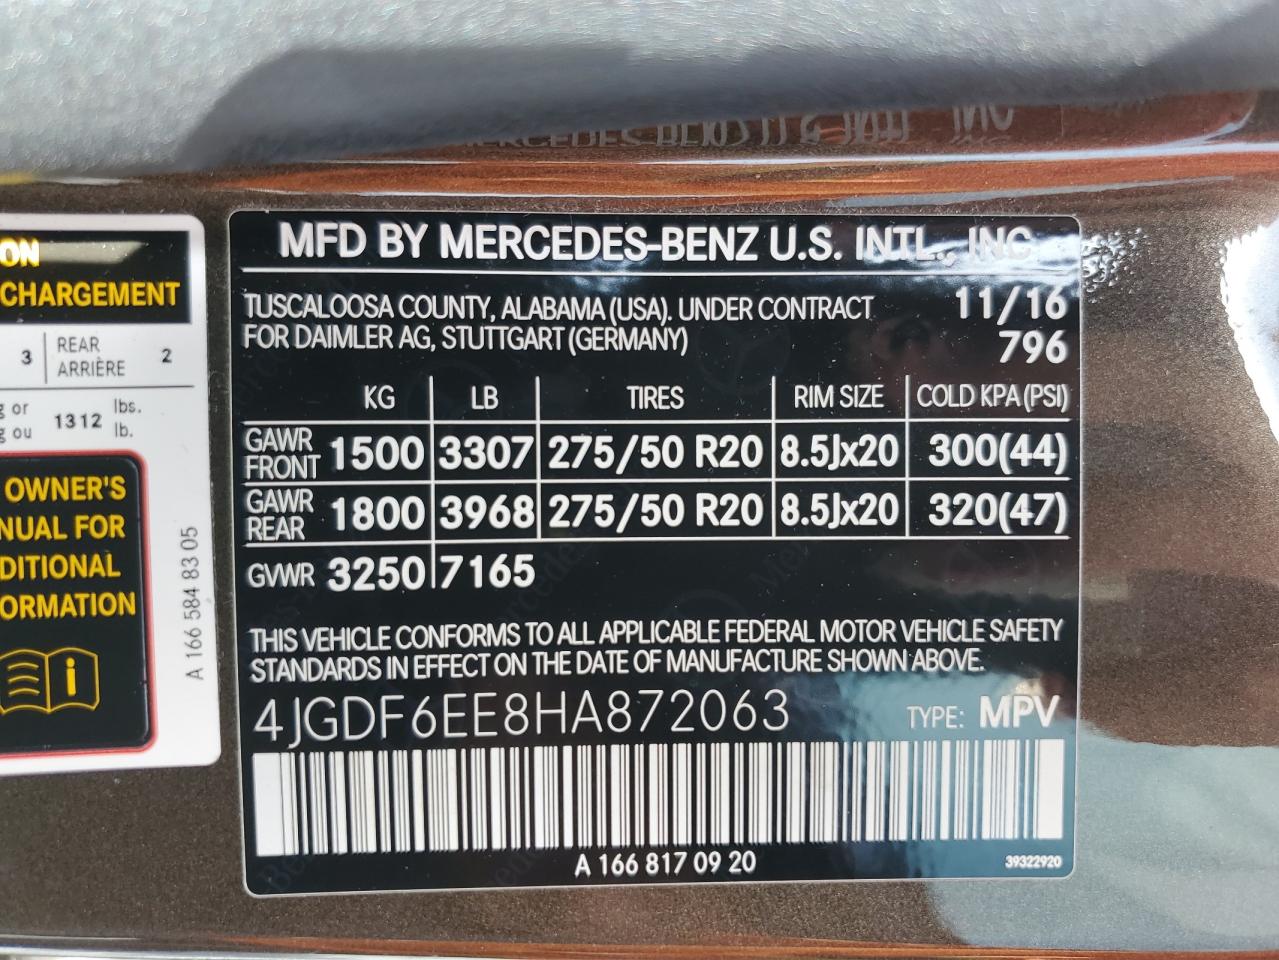 ON
CHARGEMENT
3 REAR 2
ARRIÈRE
or 1312 lbs.
ou lb.
OWNER'S
NUAL FOR
DITIONAL
ORMATION
A 166 584 83 05
MFD BY MERCEDES-BENZ U.S. INTL., INC
TUSCALOOSA COUNTY, ALABAMA (USA). UNDER CONTRACT 11/16
FOR DAIMLER AG, STUTTGART (GERMANY) 796
KG LB TIRES RIM SIZE COLD KPA (PSI)
GAWR FRONT 1500 3307 275/50 R20 8.5Jx20 300(44)
GAWR REAR 1800 3968 275/50 R20 8.5Jx20 320(47)
GVWR 3250 7165
THIS VEHICLE CONFORMS TO ALL APPLICABLE FEDERAL MOTOR VEHICLE SAFETY
STANDARDS IN EFFECT ON THE DATE OF MANUFACTURE SHOWN ABOVE.
4JGDF6EE8HA872063 TYPE: MPV
A 166 817 09 20 39322920